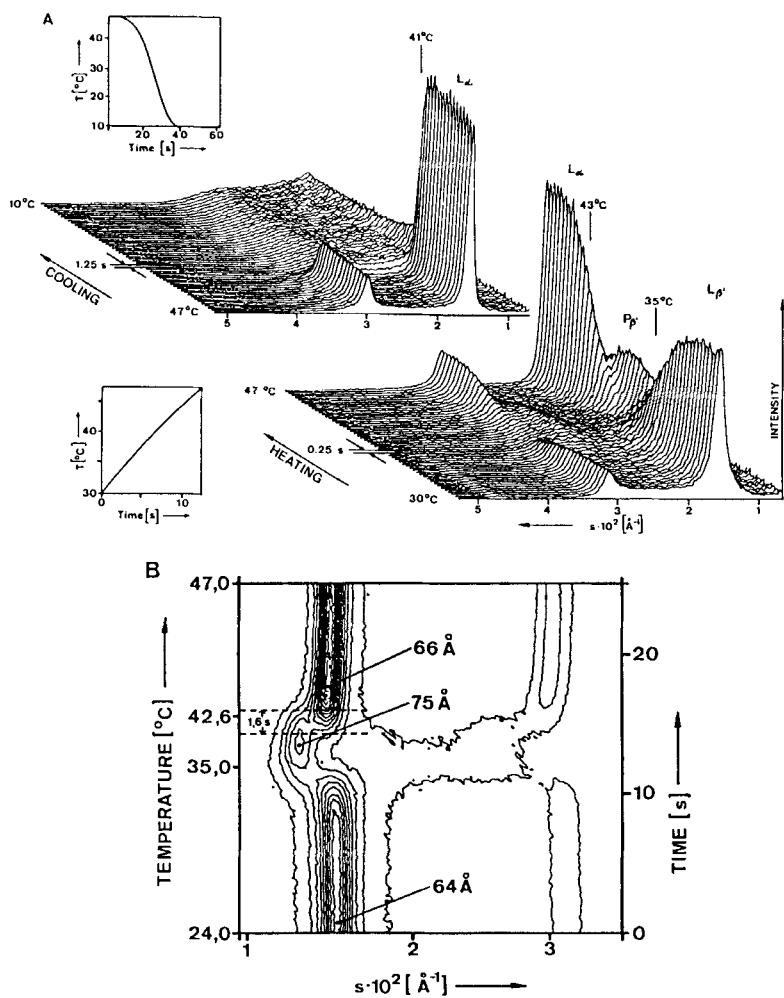 A
T [°C]
40
30
20
10
20 40 60
Time [s]
41°C
Lα
10°C
1.25 s
COOLING
47°C
5 4 3 2 1
Lα
43°C
Pβ'
35°C
Lβ'
INTENSITY
T [°C]
40
30
0 5 10
Time [s]
47 °C
0.25 s
HEATING
30°C
5 4 3 2 1
s·10² [Å⁻¹]
B
47,0
42,6
35,0
24,0
TEMPERATURE [°C]
66 Å
75 Å
1,6 s
64 Å
20
10
0
TIME [s]
1 2 3
s·10² [Å⁻¹]